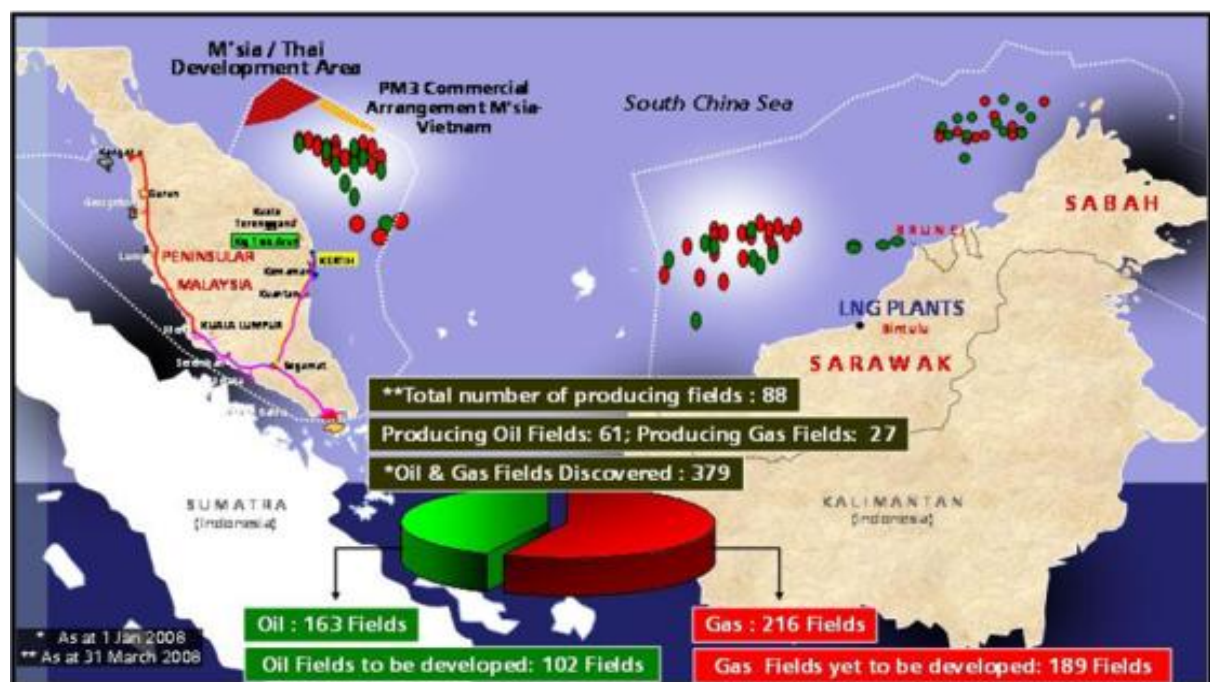 M'sia / Thai
Development Area
PM3 Commercial
Arrangement M'sia-
Vietnam
South China Sea
Guran
Kuala
SABAH
BRUNEI
PENINSULAR
KERTIH
MALAYSIA
Kuantan
LNG PLANTS
Bintulu
KUALA LUMPUR
SARAWAK
Segamat
**Total number of producing fields : 88
Producing Oil Fields: 61; Producing Gas Fields: 27
*Oil & Gas Fields Discovered : 379
SUMATRA
(Indonesia)
KALIMANTAN
(Indonesia)
Oil : 163 Fields
Gas : 216 Fields
Oil Fields to be developed: 102 Fields
Gas Fields yet to be developed: 189 Fields
* As at 1 Jan 2008
** As at 31 March 2008